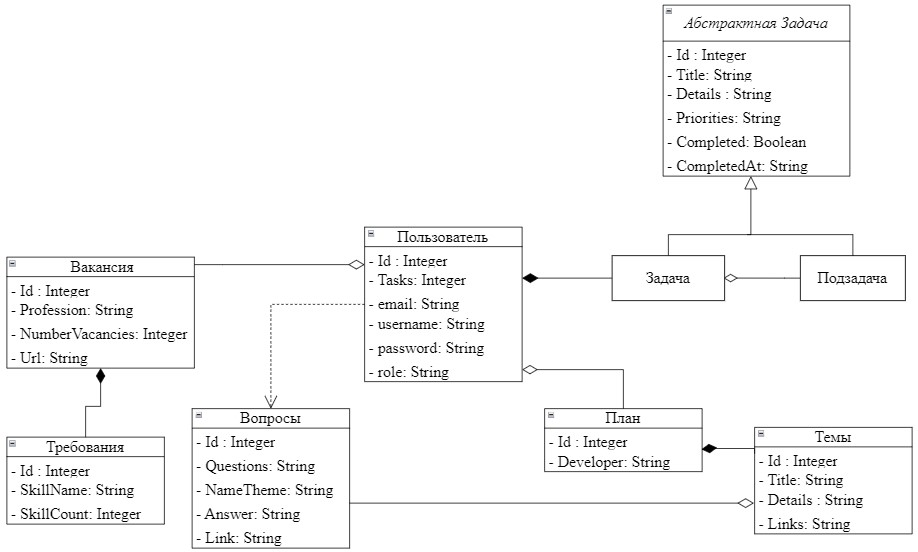 Абстрактная Задача
- Id : Integer
- Title: String
- Details : String
- Priorities: String
- Completed: Boolean
- CompletedAt: String
Пользователь
- Id : Integer
- Tasks: Integer
- email: String
- username: String
- password: String
- role: String
Задача
Подзадача
Вакансия
- Id : Integer
- Profession: String
- NumberVacancies: Integer
- Url: String
Требования
- Id : Integer
- SkillName: String
- SkillCount: Integer
Вопросы
- Id : Integer
- Questions: String
- NameTheme: String
- Answer: String
- Link: String
План
- Id : Integer
- Developer: String
Темы
- Id : Integer
- Title: String
- Details : String
- Links: String